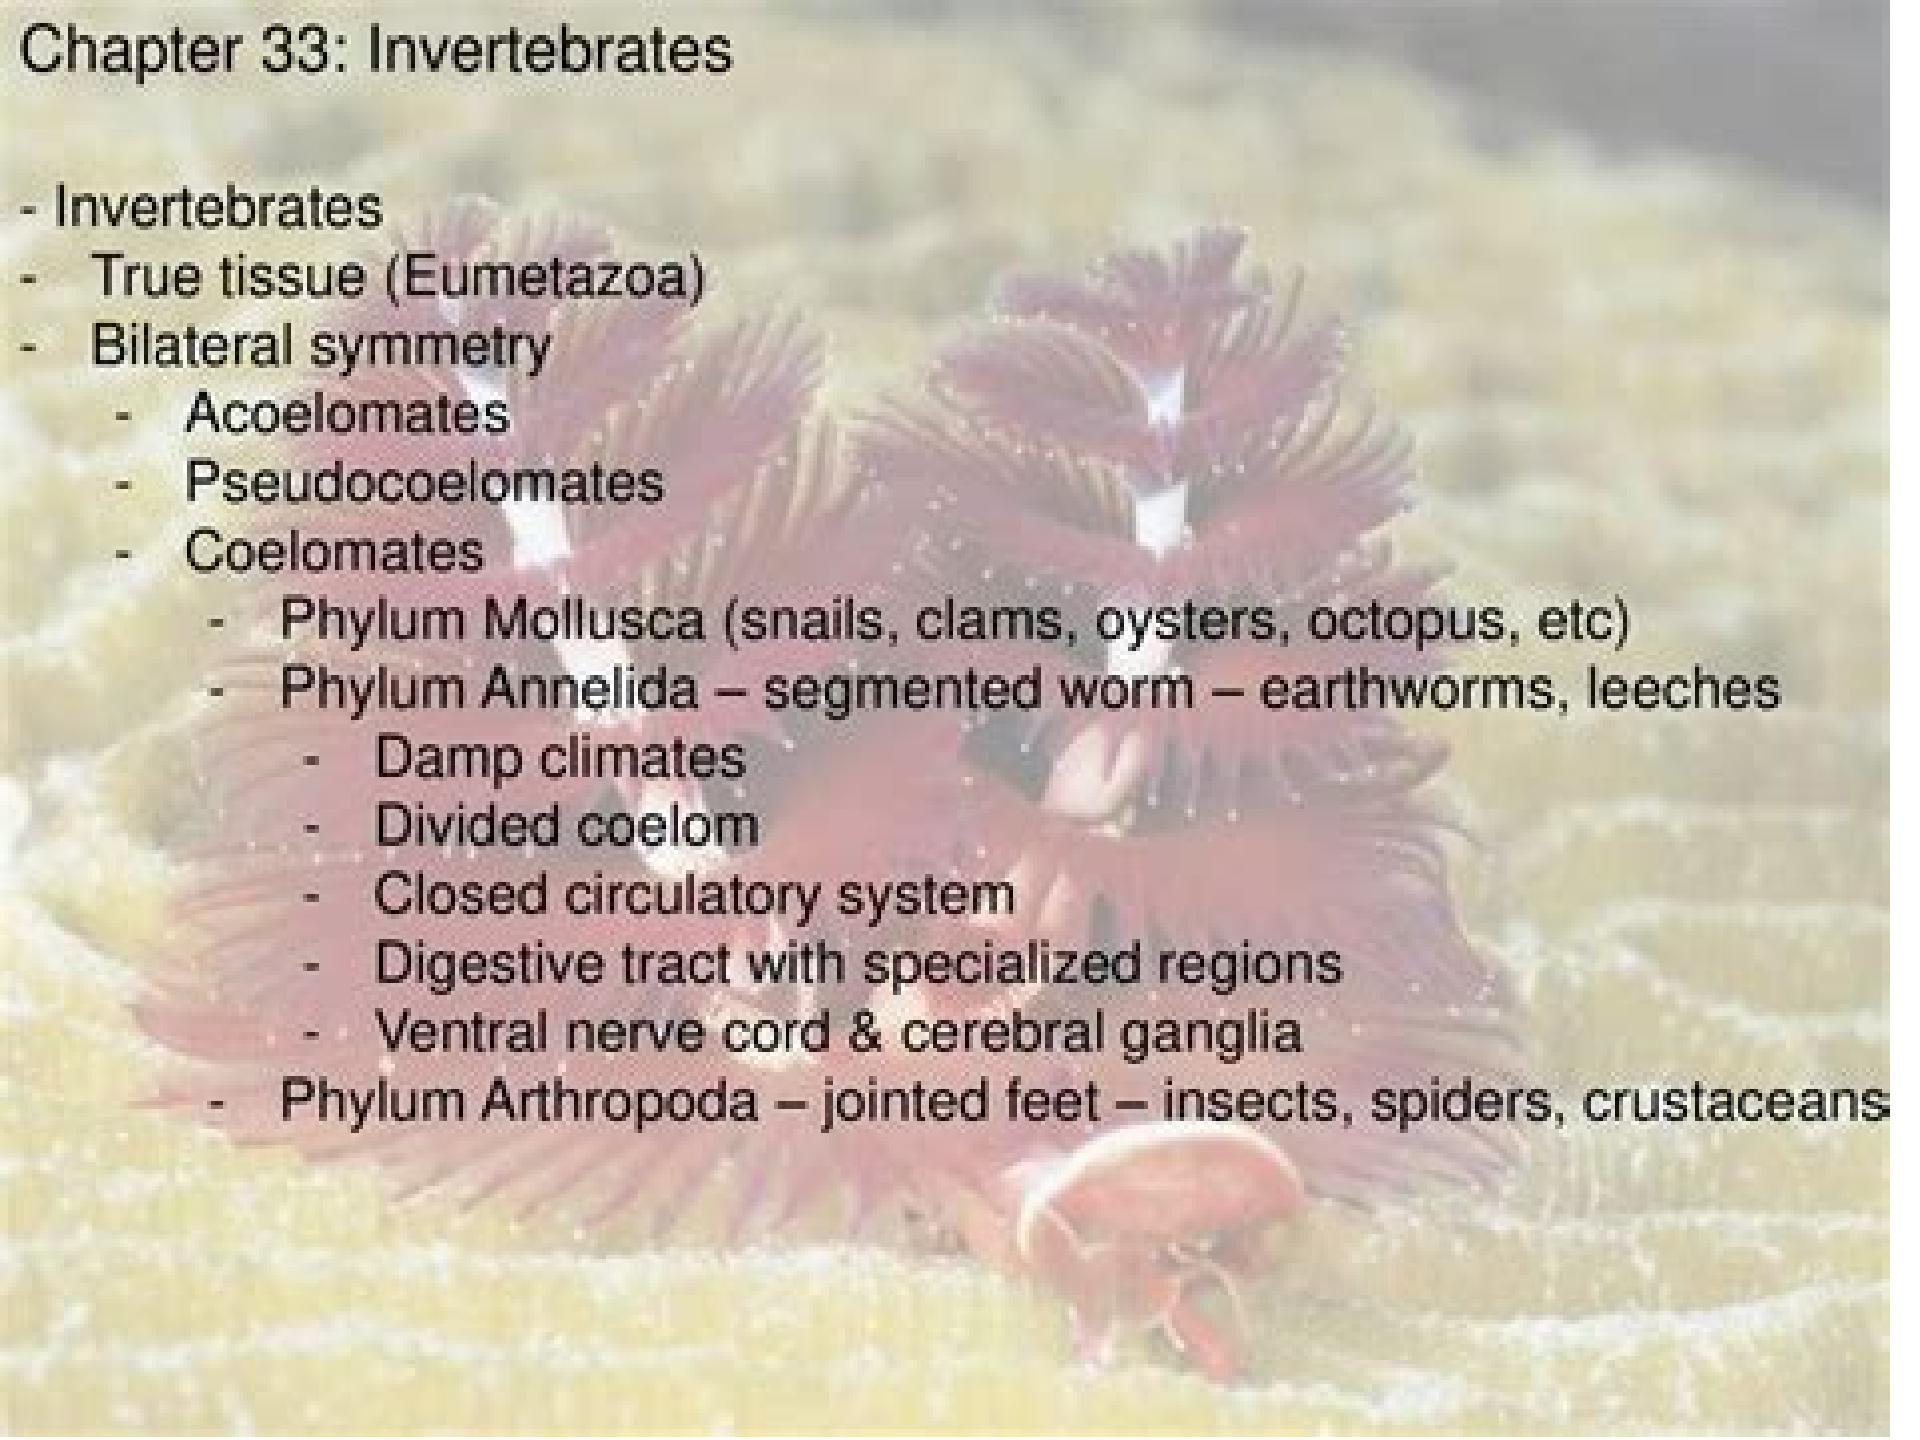 Chapter 33: Invertebrates
- Invertebrates
- True tissue (Eumetazoa)
- Bilateral symmetry
- Acoelomates
- Pseudocoelomates
- Coelomates
- Phylum Mollusca (snails, clams, oysters, octopus, etc)
- Phylum Annelida – segmented worm – earthworms, leeches
- Damp climates
- Divided coelom
- Closed circulatory system
- Digestive tract with specialized regions
- Ventral nerve cord & cerebral ganglia
- Phylum Arthropoda – jointed feet – insects, spiders, crustaceans